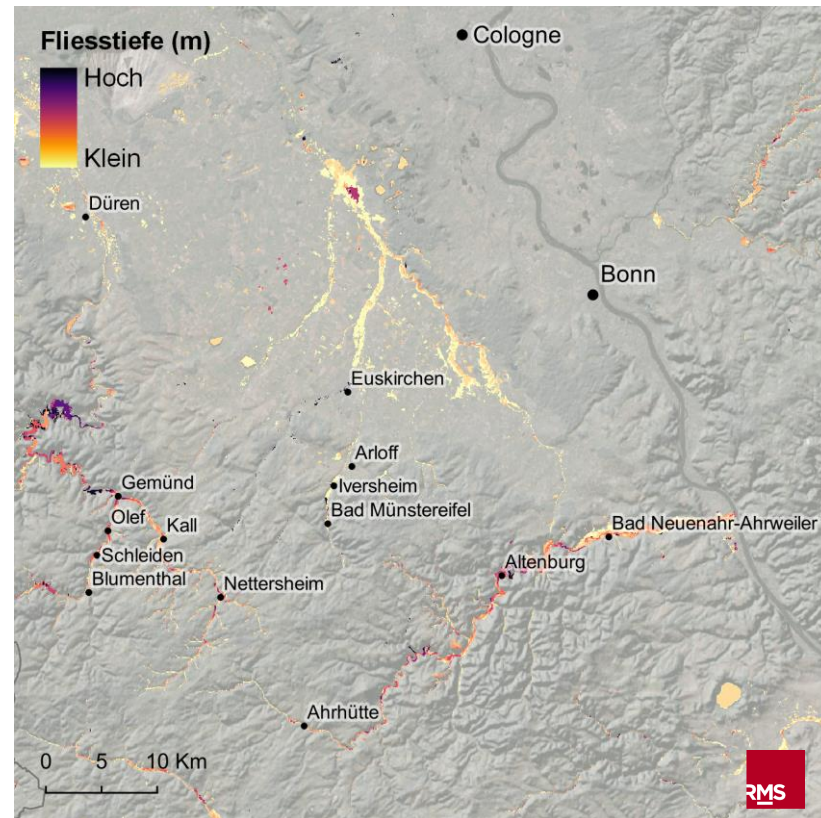 Fliesstiefe (m)
Hoch
Klein
Cologne
Düren
Bonn
Euskirchen
Arloff
Iversheim
Bad Münstereifel
Gemünd
Olef
Kall
Schleiden
Blumenthal
Nettersheim
Bad Neuenahr-Ahrweiler
Altenburg
Ahrhütte
0 5 10 Km
RMS